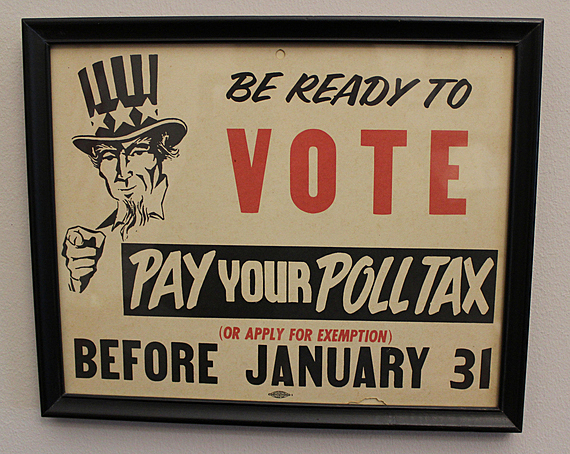 BE READY TO
VOTE
PAY YOUR POLL TAX
(OR APPLY FOR EXEMPTION)
BEFORE JANUARY 31